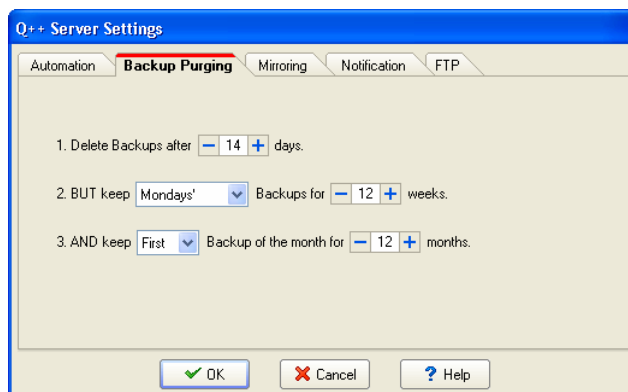 Q++ Server Settings
Automation Backup Purging Mirroring Notification FTP
1. Delete Backups after 14 days.
2. BUT keep Mondays' Backups for 12 weeks.
3. AND keep First Backup of the month for 12 months.
OK Cancel ? Help